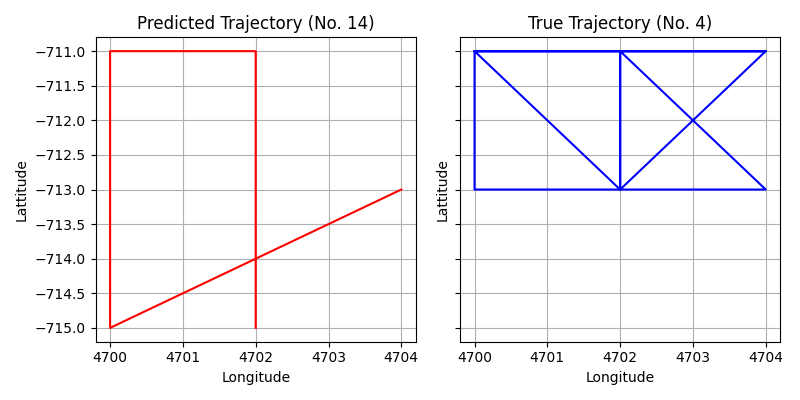 Predicted Trajectory (No. 14)
True Trajectory (No. 4)
−711.0
−711.5
−712.0
−712.5
−713.0
−713.5
−714.0
−714.5
−715.0
Lattitude
Lattitude
4700 4701 4702 4703 4704
4700 4701 4702 4703 4704
Longitude
Longitude